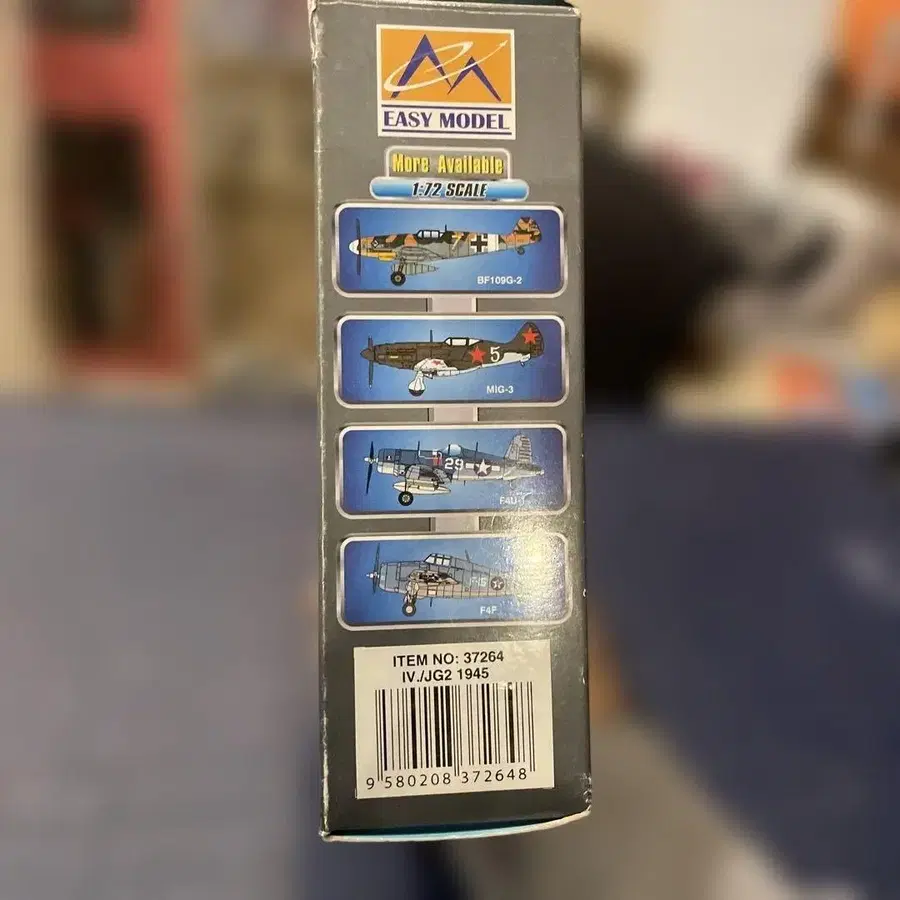 EASY MODEL
More Available
1:72 SCALE
BF109G-2
5
MIG-3
29
F4U-1
F4F
ITEM NO: 37264
IV./JG2 1945
9 580208 372648